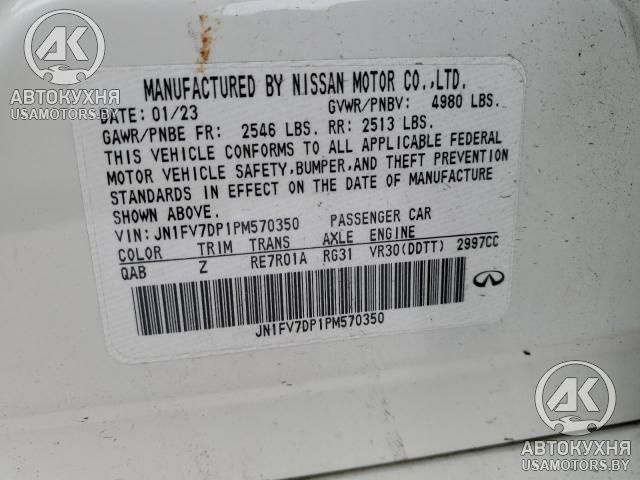 MANUFACTURED BY NISSAN MOTOR CO.,LTD.
DATE: 01/23 GVWR/PNBV: 4980 LBS.
GAWR/PNBE FR: 2546 LBS. RR: 2513 LBS.
THIS VEHICLE CONFORMS TO ALL APPLICABLE FEDERAL
MOTOR VEHICLE SAFETY,BUMPER,AND THEFT PREVENTION
STANDARDS IN EFFECT ON THE DATE OF MANUFACTURE
SHOWN ABOVE.
VIN: JN1FV7DP1PM570350 PASSENGER CAR
COLOR TRIM TRANS AXLE ENGINE
QAB Z RE7R01A RG31 VR30(DDTT) 2997CC
JN1FV7DP1PM570350
АК
АВТОКУХНЯ
USAMOTORS.BY
АК
АВТОКУХНЯ
USAMOTORS.BY